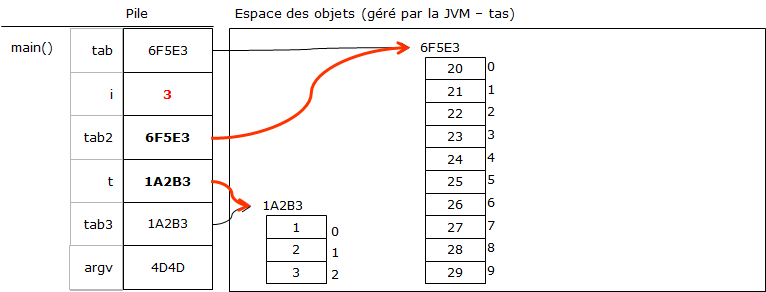 Pile Espace des objets (géré par la JVM – tas)
main() tab 6F5E3 6F5E3
20 0
i 3 21 1
22 2
tab2 6F5E3 23 3
24 4
t 1A2B3 25 5
1A2B3 26 6
tab3 1A2B3 1 0 27 7
2 1 28 8
argv 4D4D 3 2 29 9